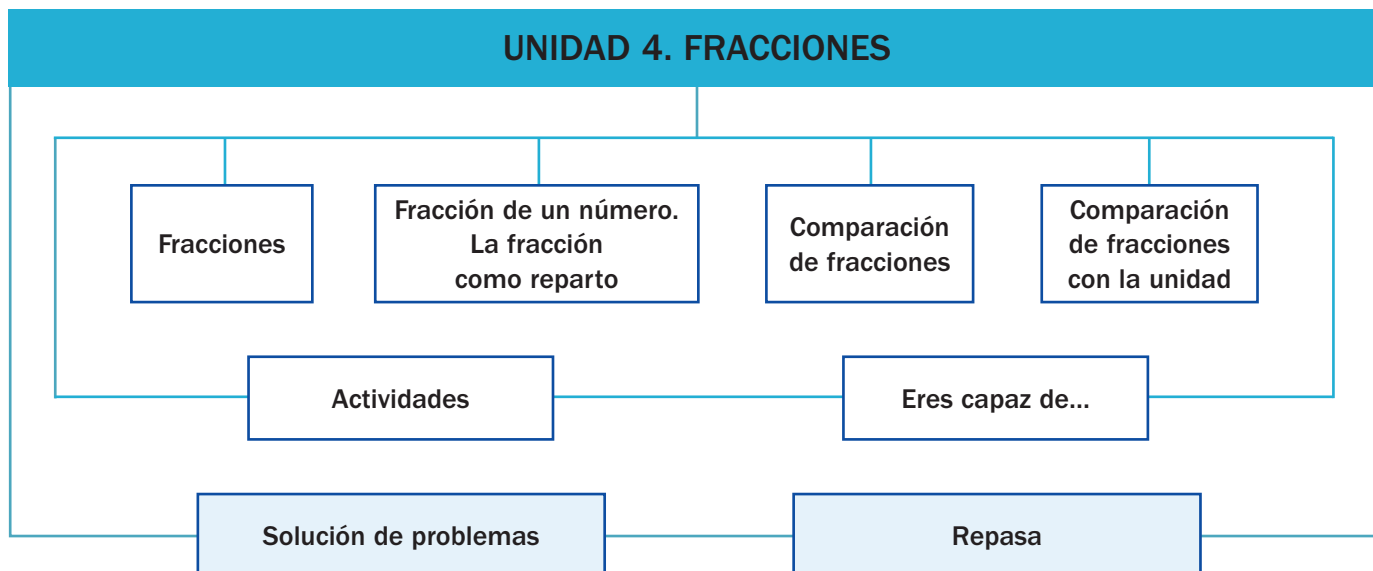 UNIDAD 4. FRACCIONES
Fracciones
Fracción de un número.
La fracción
como reparto
Comparación
de fracciones
Comparación
de fracciones
con la unidad
Actividades
Eres capaz de...
Solución de problemas
Repasa